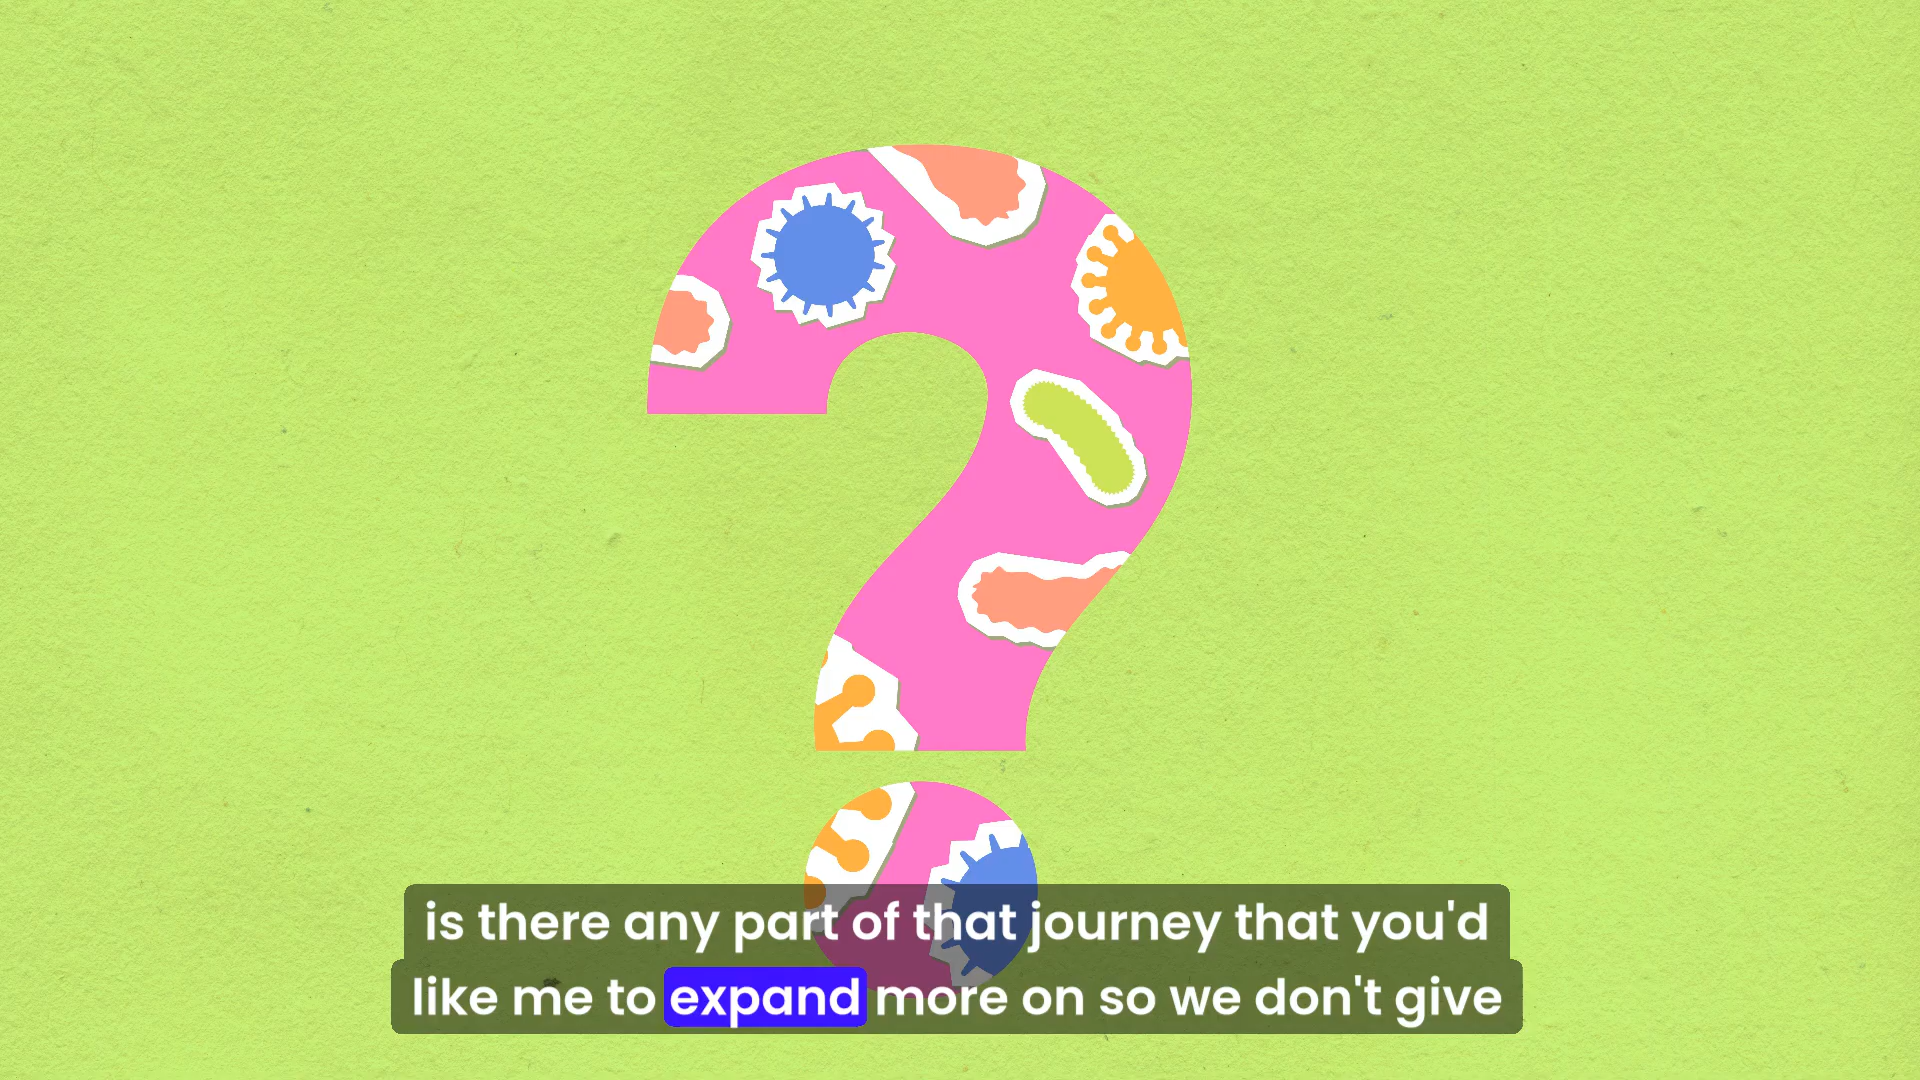 is there any part of that journey that you'd
like me to expand more on so we don't give